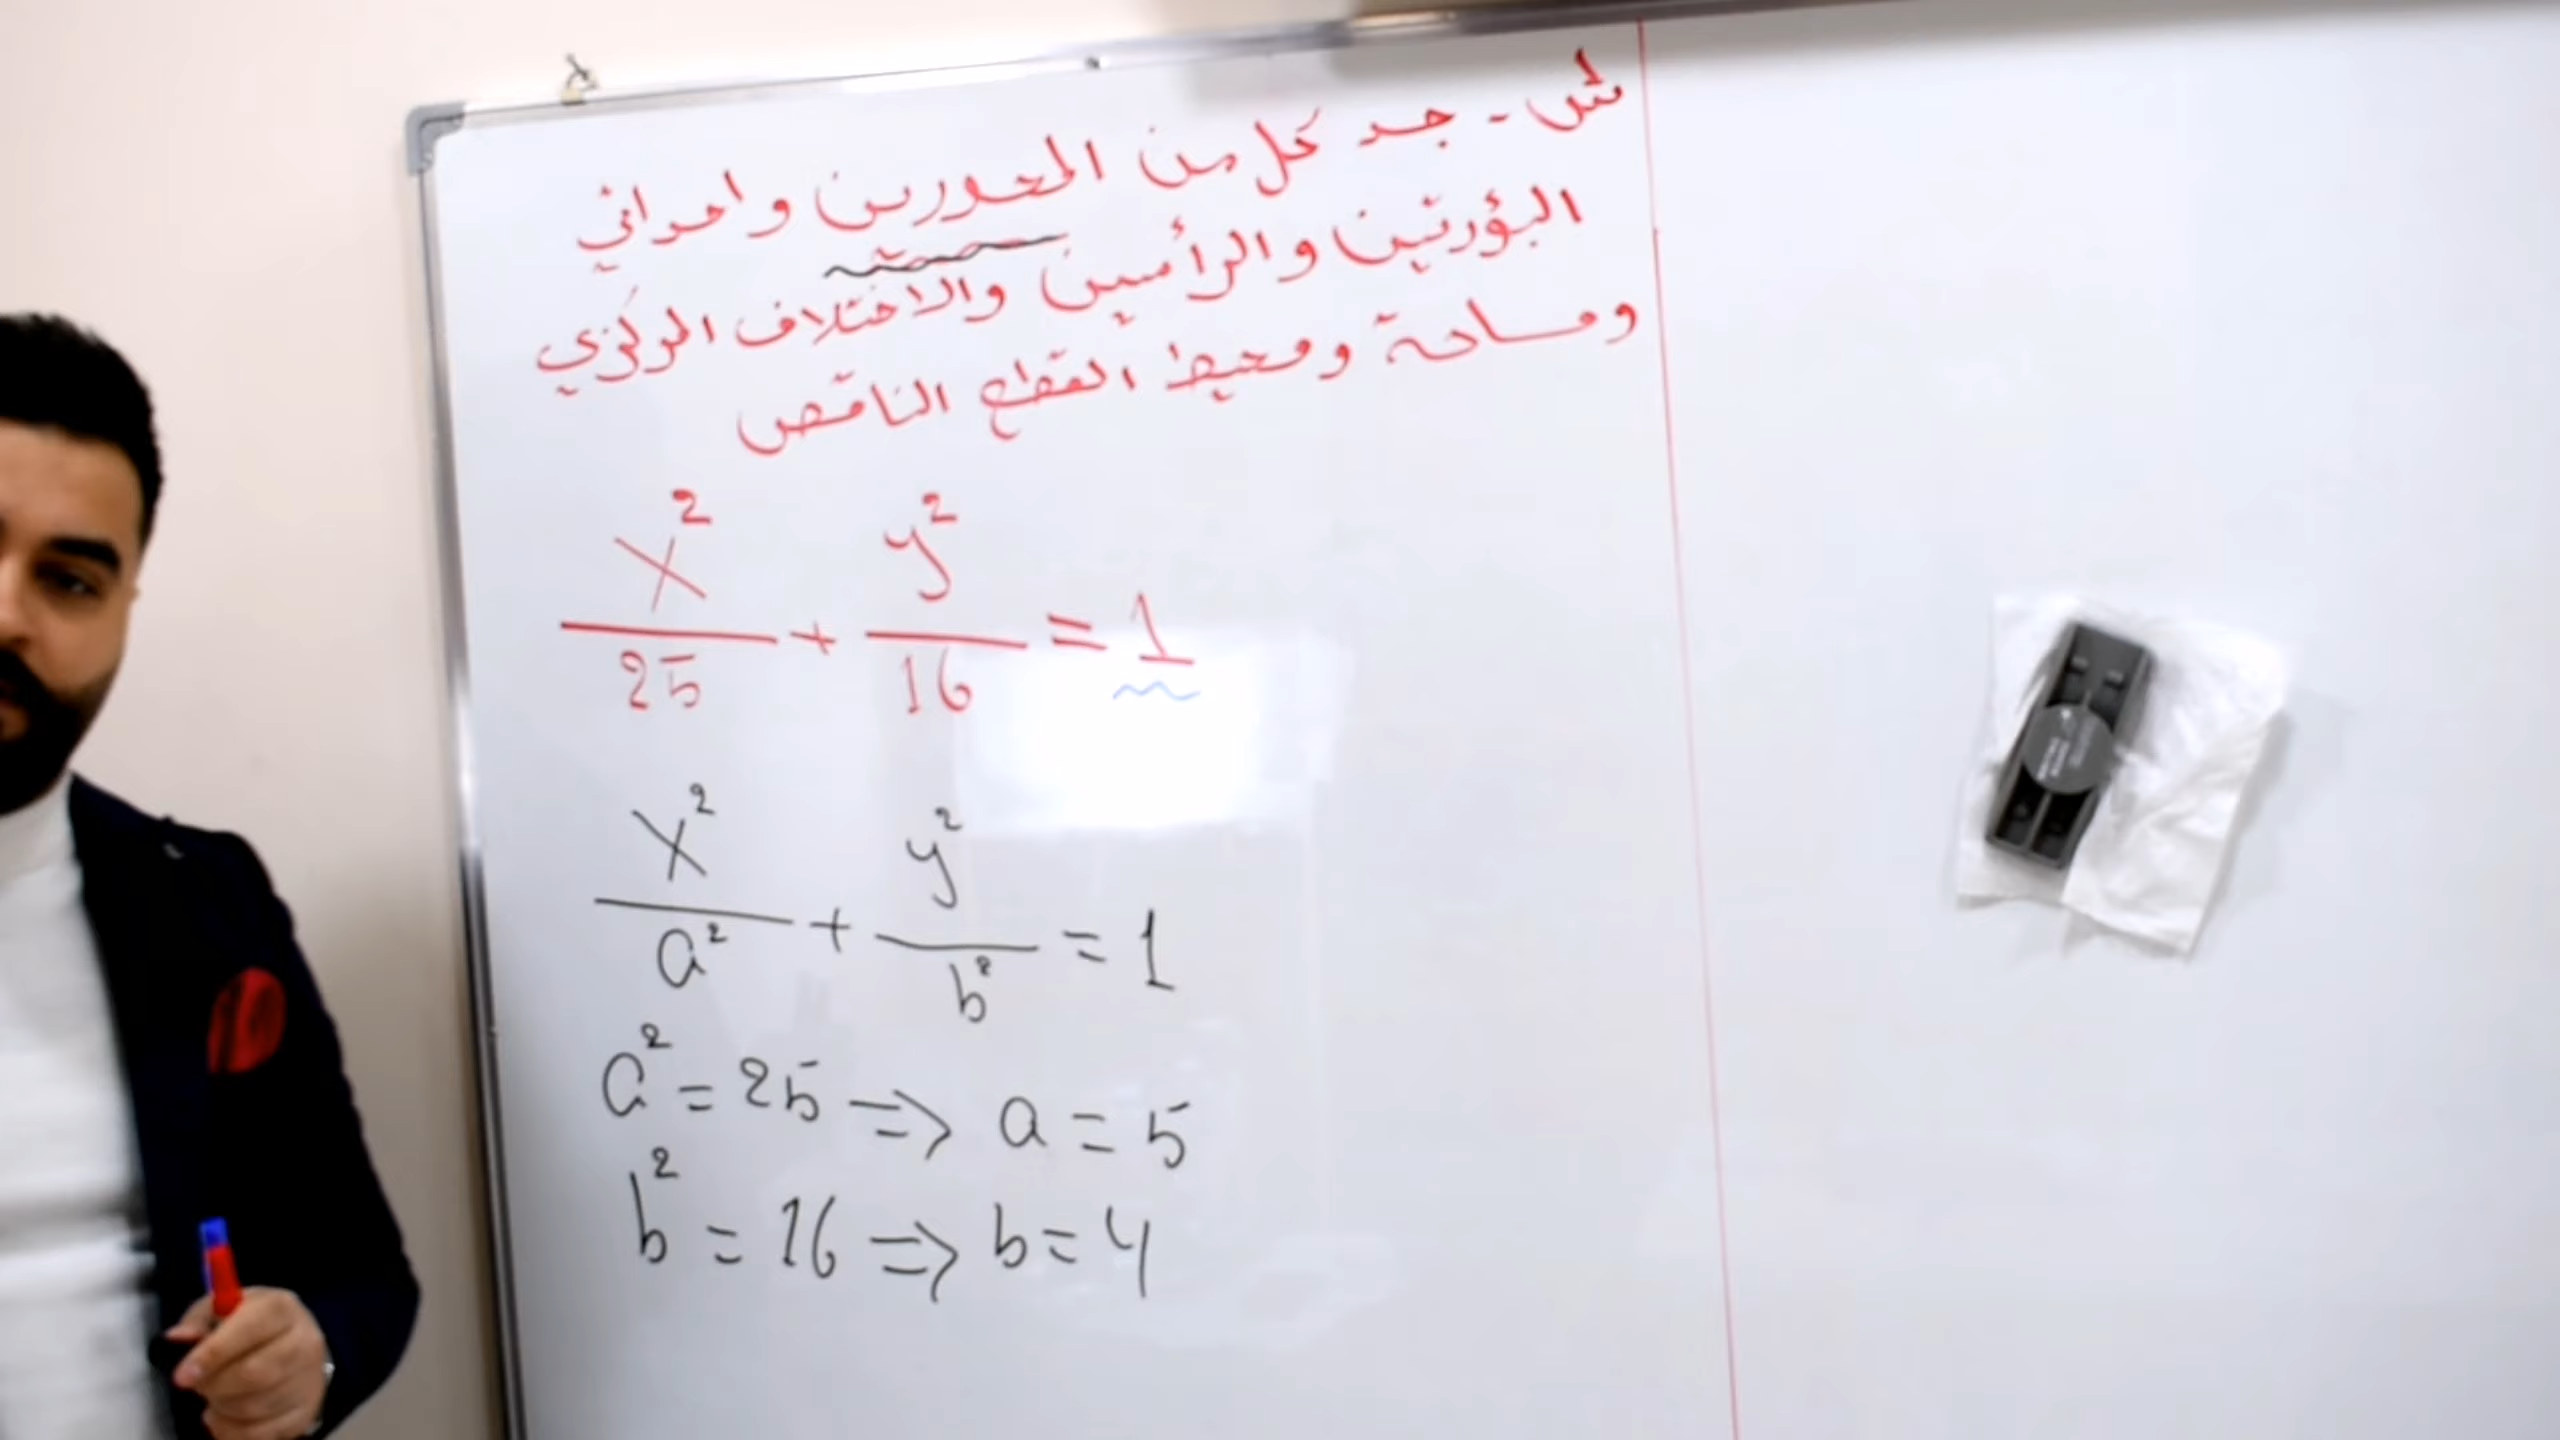 س - جد كل من المحورين واحداثي
البؤرتين والرأسين والاختلاف المركزي
ومساحة ومحيط القطع الناقص
x²/25 + y²/16 = 1
x²/a² + y²/b² = 1
a² = 25 => a = 5
b² = 16 => b = 4